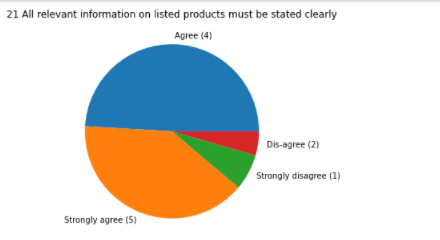 21 All relevant information on listed products must be stated clearly
Agree (4)
Dis-agree (2)
Strongly disagree (1)
Strongly agree (5)